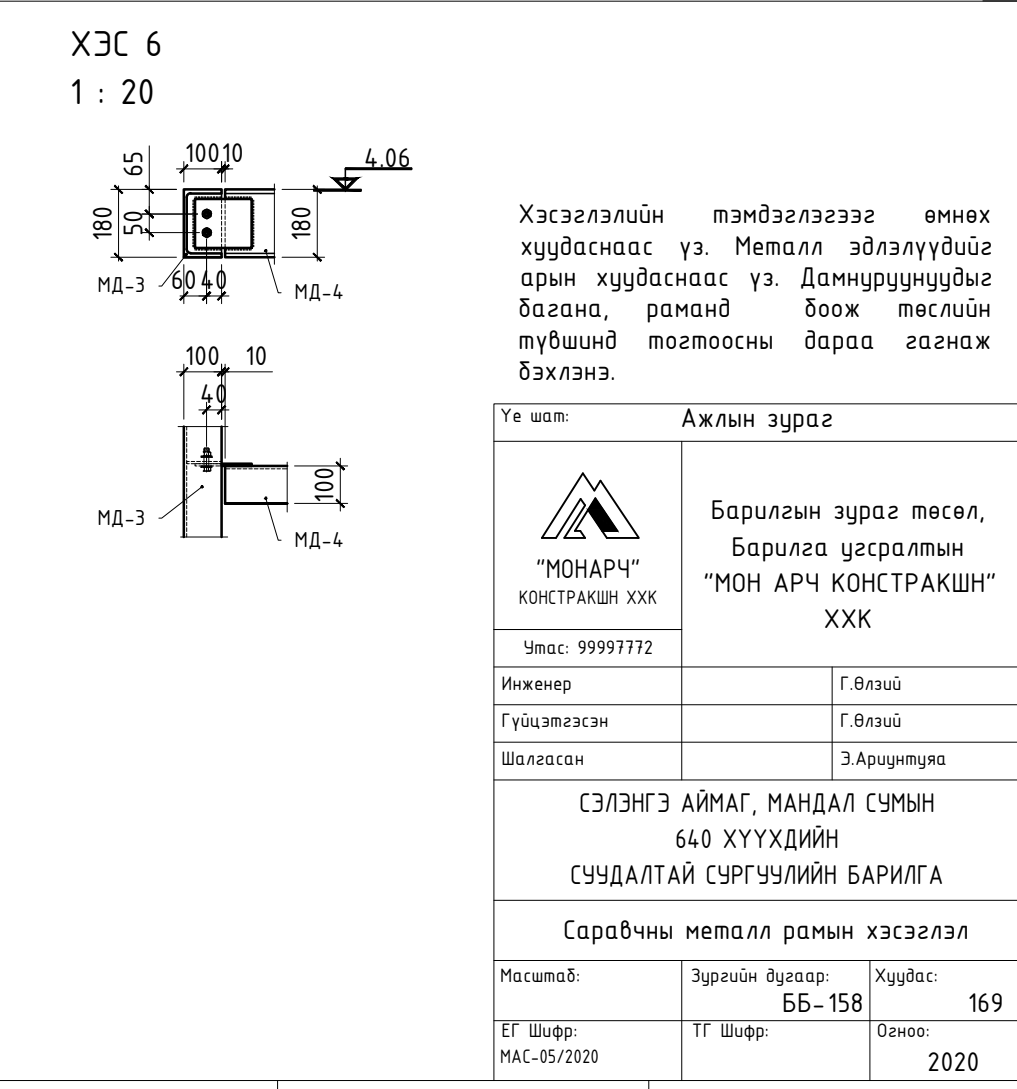 ХЭС 6
1 : 20
100 10
65
4.06
180
50
180
МД-3
60 40
МД-4
100 10
40
100
МД-3
МД-4
Хэсэглэлийн тэмдэглэгээг өмнөх
хуудаснаас үз. Металл эдлэлүүдийг
арын хуудаснаас үз. Дамнуруунуудыг
багана, раманд боож төслийн
түвшинд тогтоосны дараа гагнаж
бэхлэнэ.
Үе шат: Ажлын зураг
"МОНАРЧ"
КОНСТРАКШН ХХК
Утас: 99997772
Барилгын зураг төсөл,
Барилга угсралтын
"МОН АРЧ КОНСТРАКШН"
ХХК
Инженер Г.Өлзий
Гүйцэтгэсэн Г.Өлзий
Шалгасан Э.Ариунтуяа
СЭЛЭНГЭ АЙМАГ, МАНДАЛ СУМЫН
640 ХҮҮХДИЙН
СУУДАЛТАЙ СУРГУУЛИЙН БАРИЛГА
Саравчны металл рамын хэсэглэл
Масштаб: Зургийн дугаар: Хуудас:
ББ-158 169
ЕГ Шифр: ТГ Шифр: Огноо:
МАС-05/2020 2020